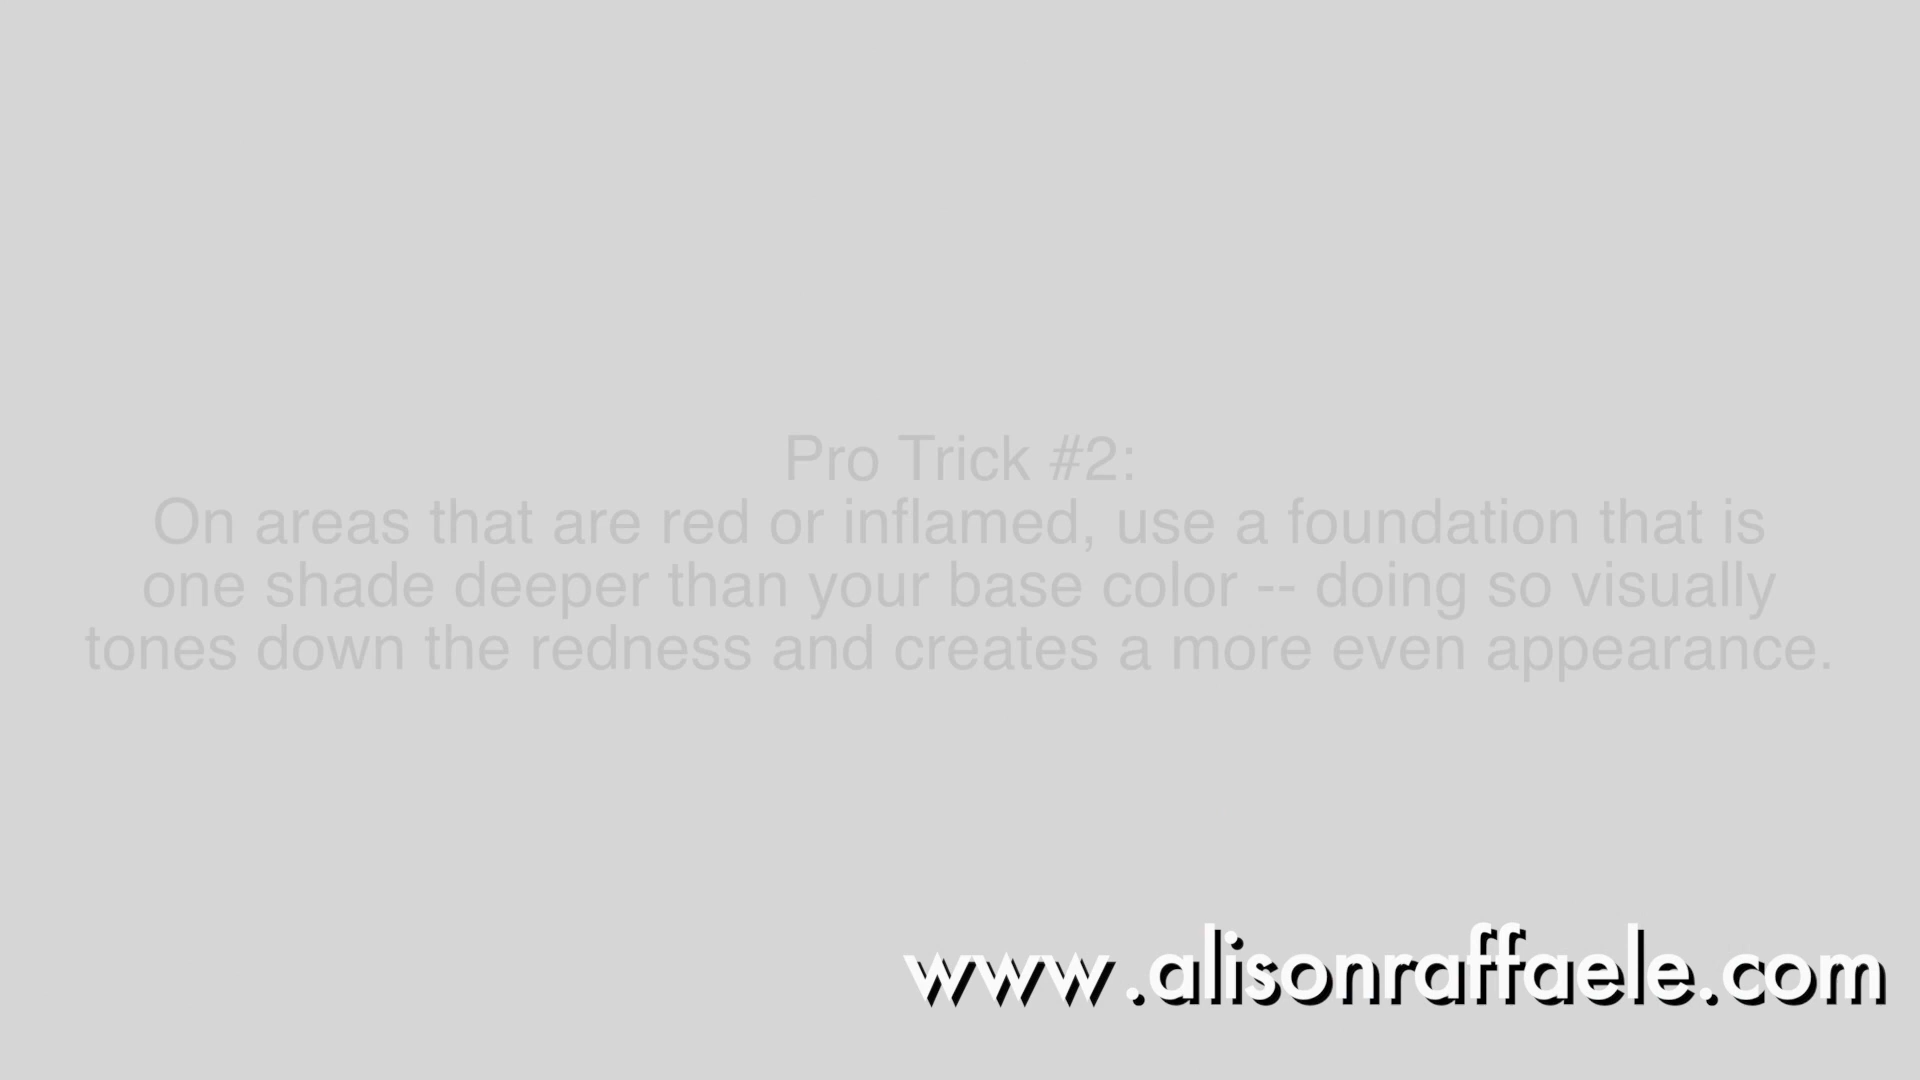 Pro Trick #2:
On areas that are red or inflamed, use a foundation that is
one shade deeper than your base color -- doing so visually
tones down the redness and creates a more even appearance.
www.alisonraffaele.com